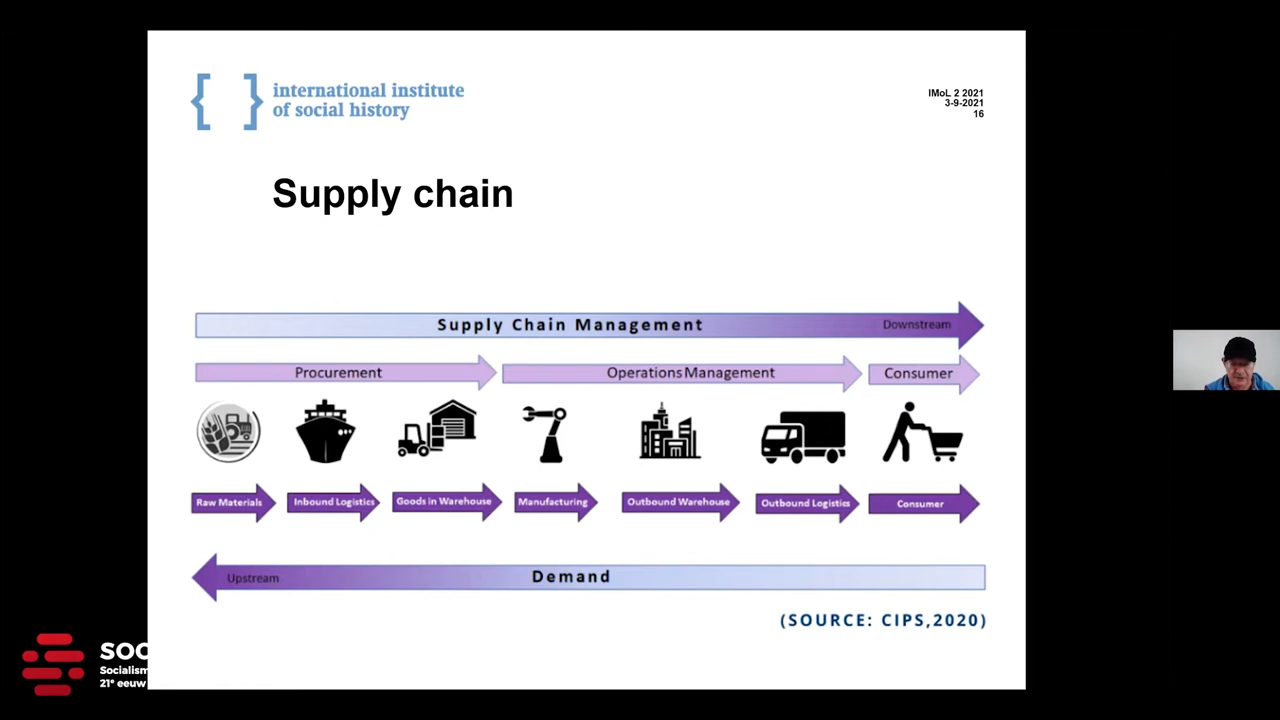 international institute
of social history
IMoL 2 2021
3-9-2021
16
Supply chain
Supply Chain Management
Downstream
Procurement
Operations Management
Consumer
Raw Materials
Inbound Logistics
Goods in Warehouse
Manufacturing
Outbound Warehouse
Outbound Logistics
Consumer
Upstream
Demand
(SOURCE: CIPS,2020)
SOC
Socialism
21e eeuw